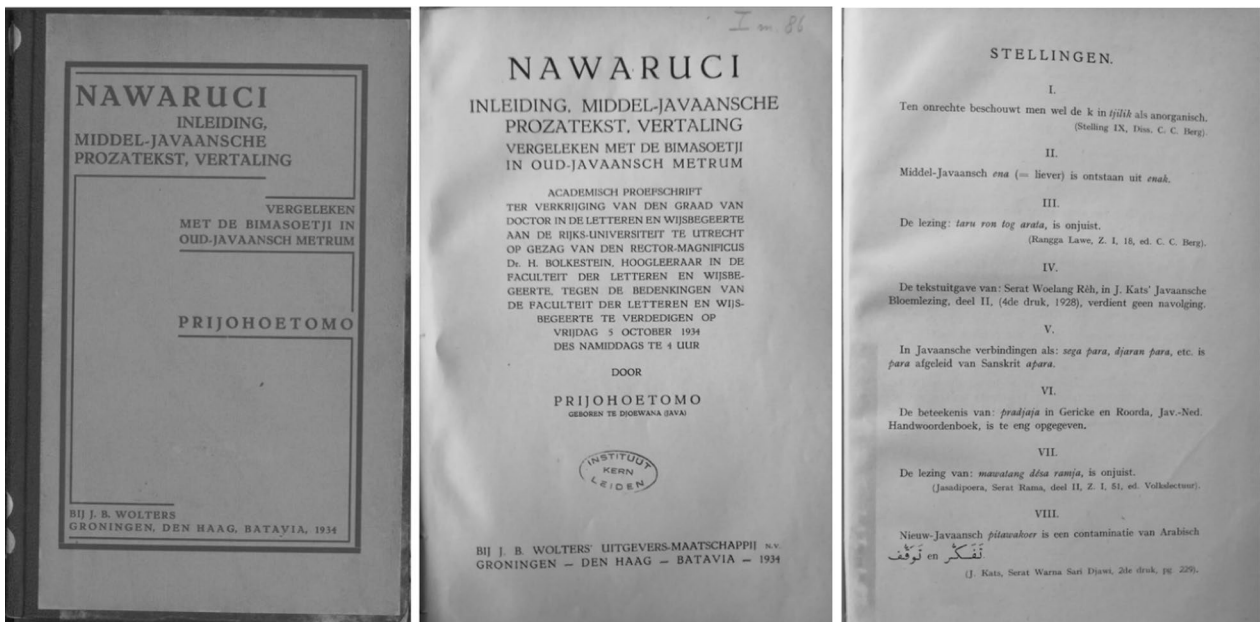 NAWARUCI
INLEIDING,
MIDDEL-JAVAANSCHE
PROZATEKST, VERTALING
VERGELEKEN
MET DE BIMASOETJI IN
OUD-JAVAANSCH METRUM
PRIJOHOETOMO
BIJ J. B. WOLTERS
GRONINGEN, DEN HAAG, BATAVIA, 1934
I m. 86
NAWARUCI
INLEIDING, MIDDEL-JAVAANSCHE
PROZATEKST, VERTALING
VERGELEKEN MET DE BIMASOETJI
IN OUD-JAVAANSCH METRUM
ACADEMISCH PROEFSCHRIFT
TER VERKRIJGING VAN DEN GRAAD VAN
DOCTOR IN DE LETTEREN EN WIJSBEGEERTE
AAN DE RIJKS-UNIVERSITEIT TE UTRECHT
OP GEZAG VAN DEN RECTOR-MAGNIFICUS
Dr. H. BOLKESTEIN, HOOGLEERAAR IN DE
FACULTEIT DER LETTEREN EN WIJSBE-
GEERTE, TEGEN DE BEDENKINGEN VAN
DE FACULTEIT DER LETTEREN EN WIJS-
BEGEERTE TE VERDEDIGEN OP
VRIJDAG 5 OCTOBER 1934
DES NAMIDDAGS TE 4 UUR
DOOR
PRIJOHOETOMO
GEBOREN TE DJOEWANA (JAVA)
INSTITUUT
KERN
LEIDEN
BIJ J. B. WOLTERS' UITGEVERS-MAATSCHAPPIJ N.V.
GRONINGEN — DEN HAAG — BATAVIA — 1934
STELLINGEN.
I.
Ten onrechte beschouwt men wel de k in tjilik als anorganisch.
(Stelling IX, Diss. C. C. Berg).
II.
Middel-Javaansch ena (= liever) is ontstaan uit enak.
III.
De lezing: taru ron tog arata, is onjuist.
(Rangga Lawe, Z. I, 18, ed. C. C. Berg).
IV.
De tekstuitgave van: Serat Woelang Rèh, in J. Kats' Javaansche
Bloemlezing, deel II, (4de druk, 1928), verdient geen navolging.
V.
In Javaansche verbindingen als: sega para, djaran para, etc. is
para afgeleid van Sanskrit apara.
VI.
De beteekenis van: pradjaja in Gericke en Roorda, Jav.-Ned.
Handwoordenboek, is te eng opgegeven.
VII.
De lezing van: mawatang désa ramja, is onjuist.
(Jasadipoera, Serat Rama, deel II, Z. I, 51, ed. Volkslectuur).
VIII.
Nieuw-Javaansch pitawakoer is een contaminatie van Arabisch
تَفَكُّر en تَوَقُّف.
(J. Kats, Serat Warna Sari Djawi, 2de druk, pg 229).